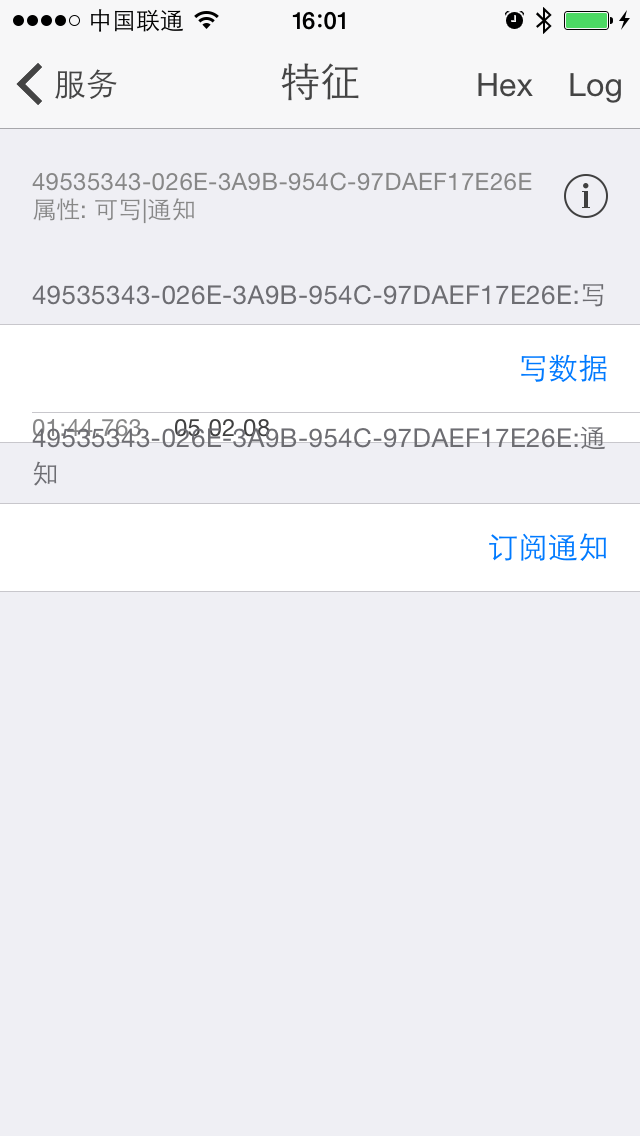 中国联通
16:01
服务
特征
Hex
Log
49535343-026E-3A9B-954C-97DAEF17E26E
属性: 可写|通知
49535343-026E-3A9B-954C-97DAEF17E26E:写
写数据
01:44.763 05 02 08
49535343-026E-3A9B-954C-97DAEF17E26E:通
知
订阅通知